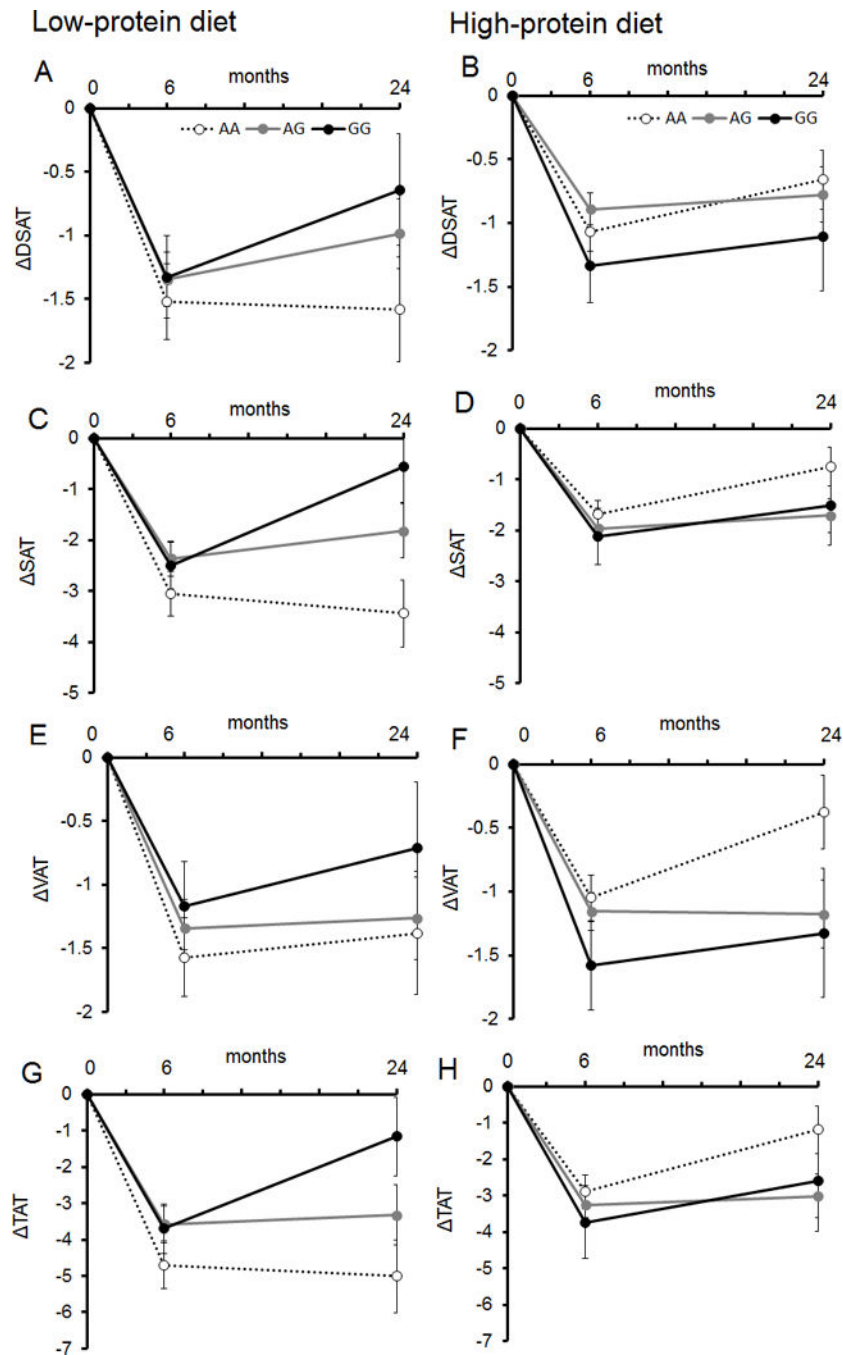 Low-protein diet
High-protein diet
A
0 6 months 24
0
-0.5
-1
-1.5
-2
ΔDSAT
AA AG GG
B
0 6 months 24
0
-0.5
-1
-1.5
-2
ΔDSAT
AA AG GG
C
0 6 months 24
0
-1
-2
-3
-4
-5
ΔSAT
D
0 6 months 24
0
-1
-2
-3
-4
-5
ΔSAT
E
0 6 months 24
0
-0.5
-1
-1.5
-2
ΔVAT
F
0 6 months 24
0
-0.5
-1
-1.5
-2
ΔVAT
G
0 6 months 24
0
-1
-2
-3
-4
-5
-6
-7
ΔTAT
H
0 6 months 24
0
-1
-2
-3
-4
-5
-6
-7
ΔTAT